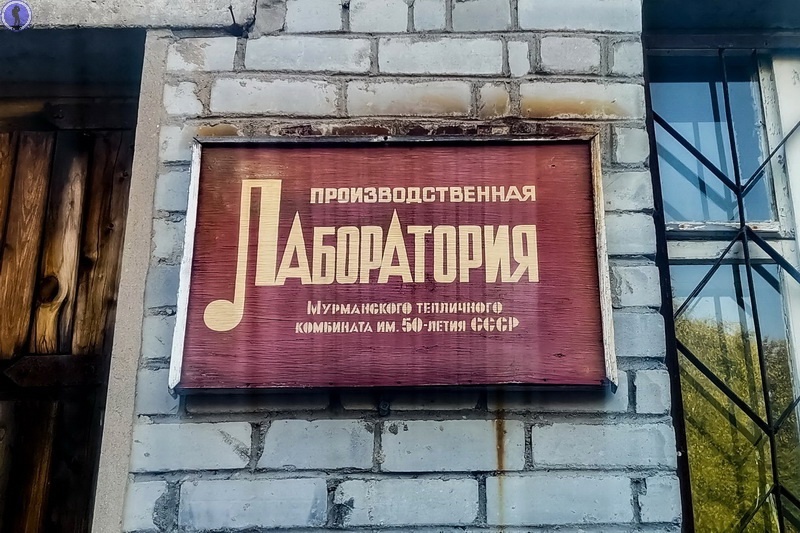 ПРОИЗВОДСТВЕННАЯ
ЛАБОРАТОРИЯ
МУРМАНСКОГО ТЕПЛИЧНОГО
КОМБИНАТА ИМ. 50-ЛЕТИЯ СССР